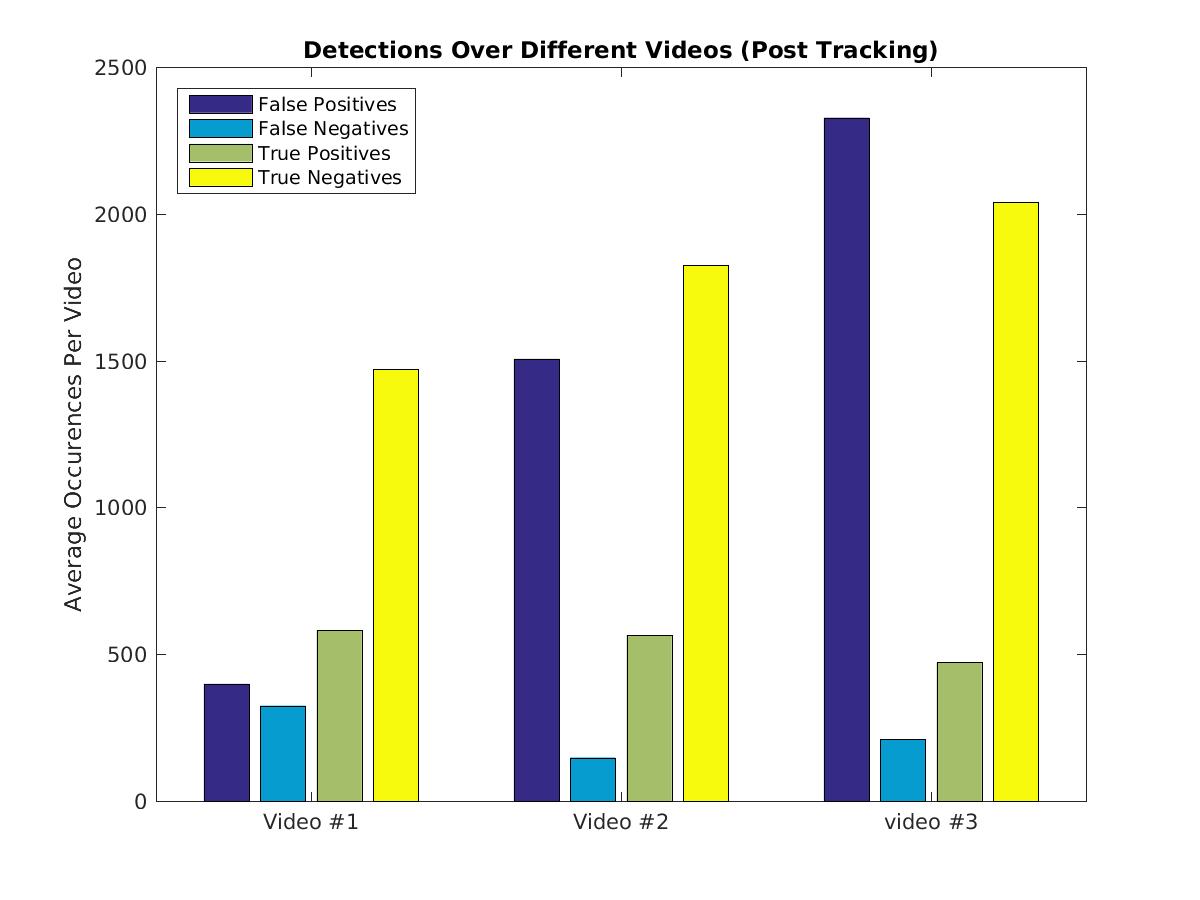 Detections Over Different Videos (Post Tracking)
2500
2000
1500
1000
500
0
Average Occurences Per Video
False Positives
False Negatives
True Positives
True Negatives
Video #1
Video #2
video #3